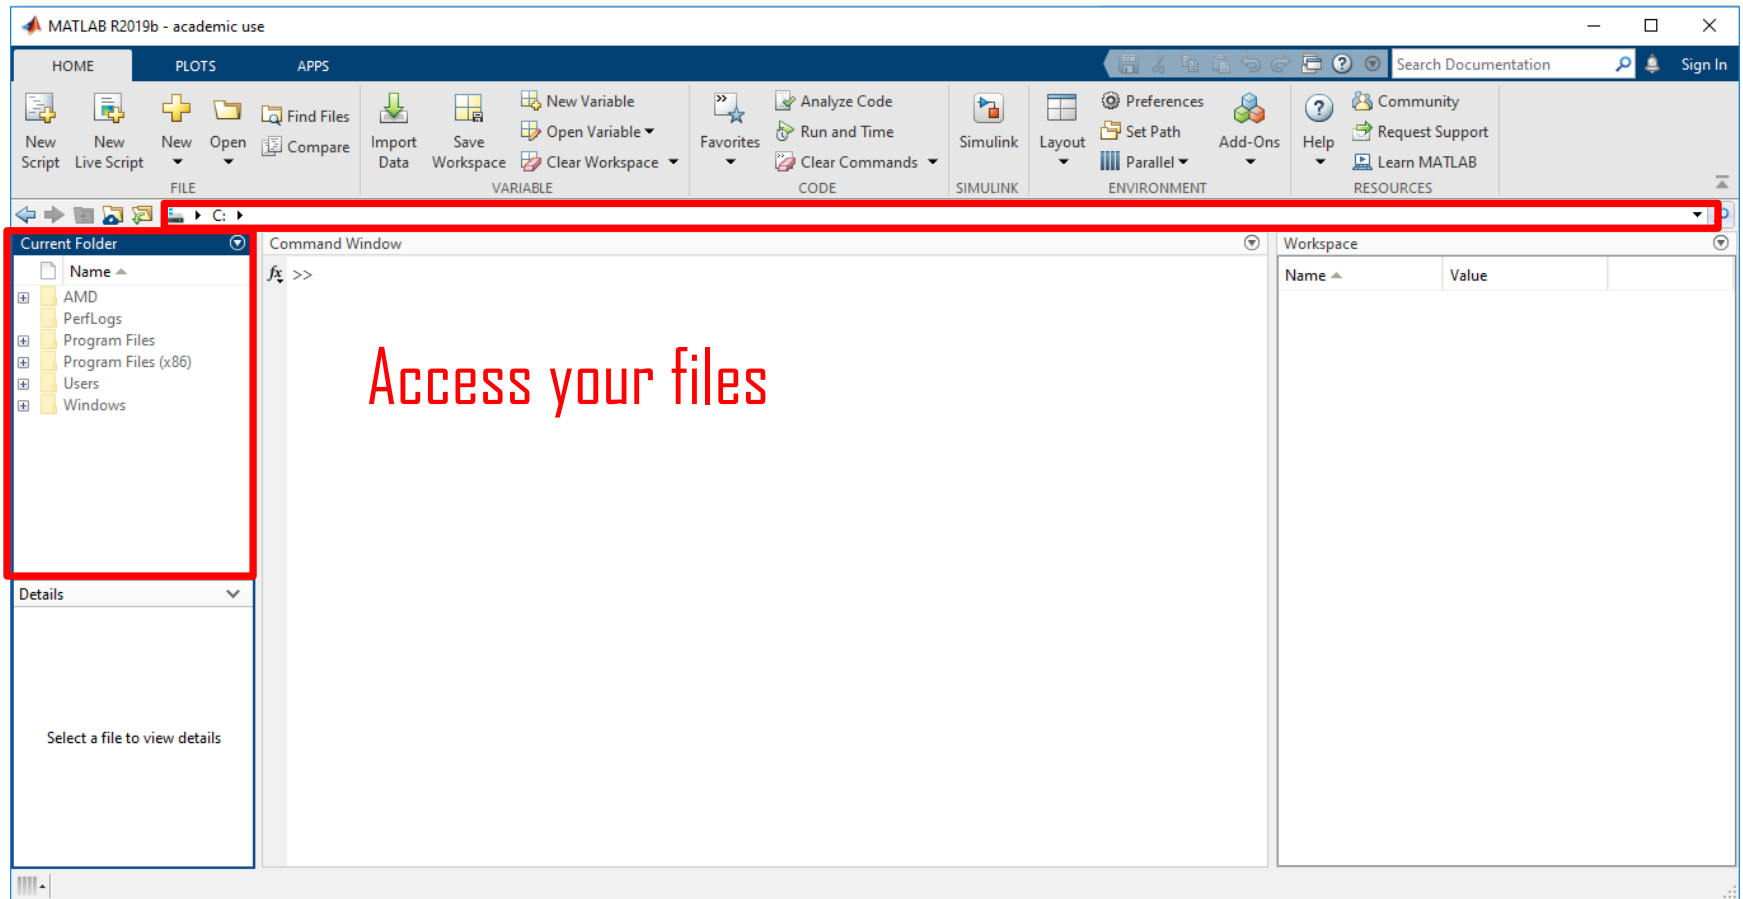 MATLAB R2019b - academic use
HOME PLOTS APPS
Search Documentation
Sign In
New Script
New Live Script
New
Open
Find Files
Compare
FILE
Import Data
Save Workspace
New Variable
Open Variable
Clear Workspace
VARIABLE
Favorites
Analyze Code
Run and Time
Clear Commands
CODE
Simulink
SIMULINK
Layout
Preferences
Set Path
Parallel
Add-Ons
ENVIRONMENT
Help
Community
Request Support
Learn MATLAB
RESOURCES
C:
Current Folder
Name
AMD
PerfLogs
Program Files
Program Files (x86)
Users
Windows
Details
Select a file to view details
Command Window
fx >>
Access your files
Workspace
Name Value